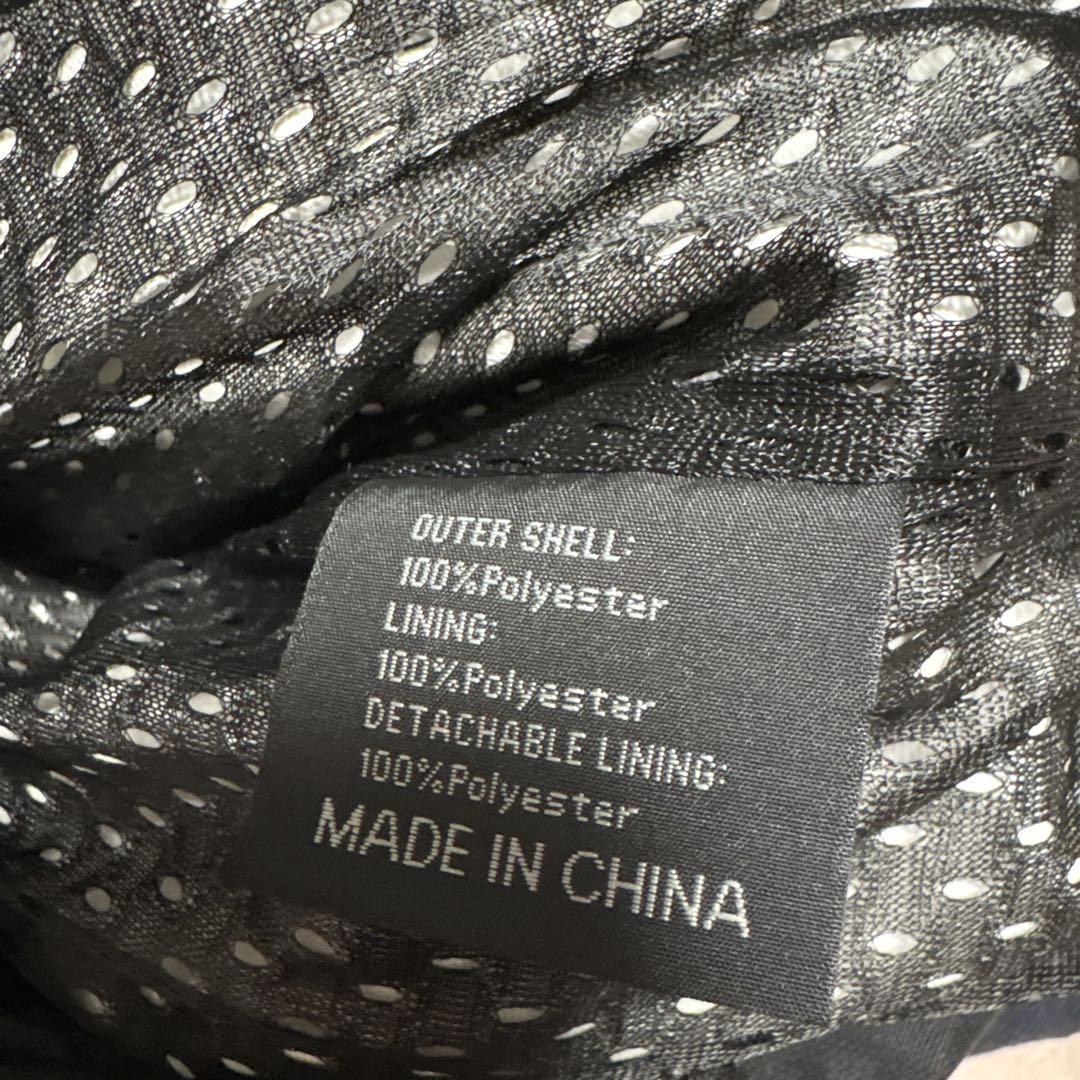 OUTER SHELL:
100%Polyester
LINING:
100%Polyester
DETACHABLE LINING:
100%Polyester
MADE IN CHINA